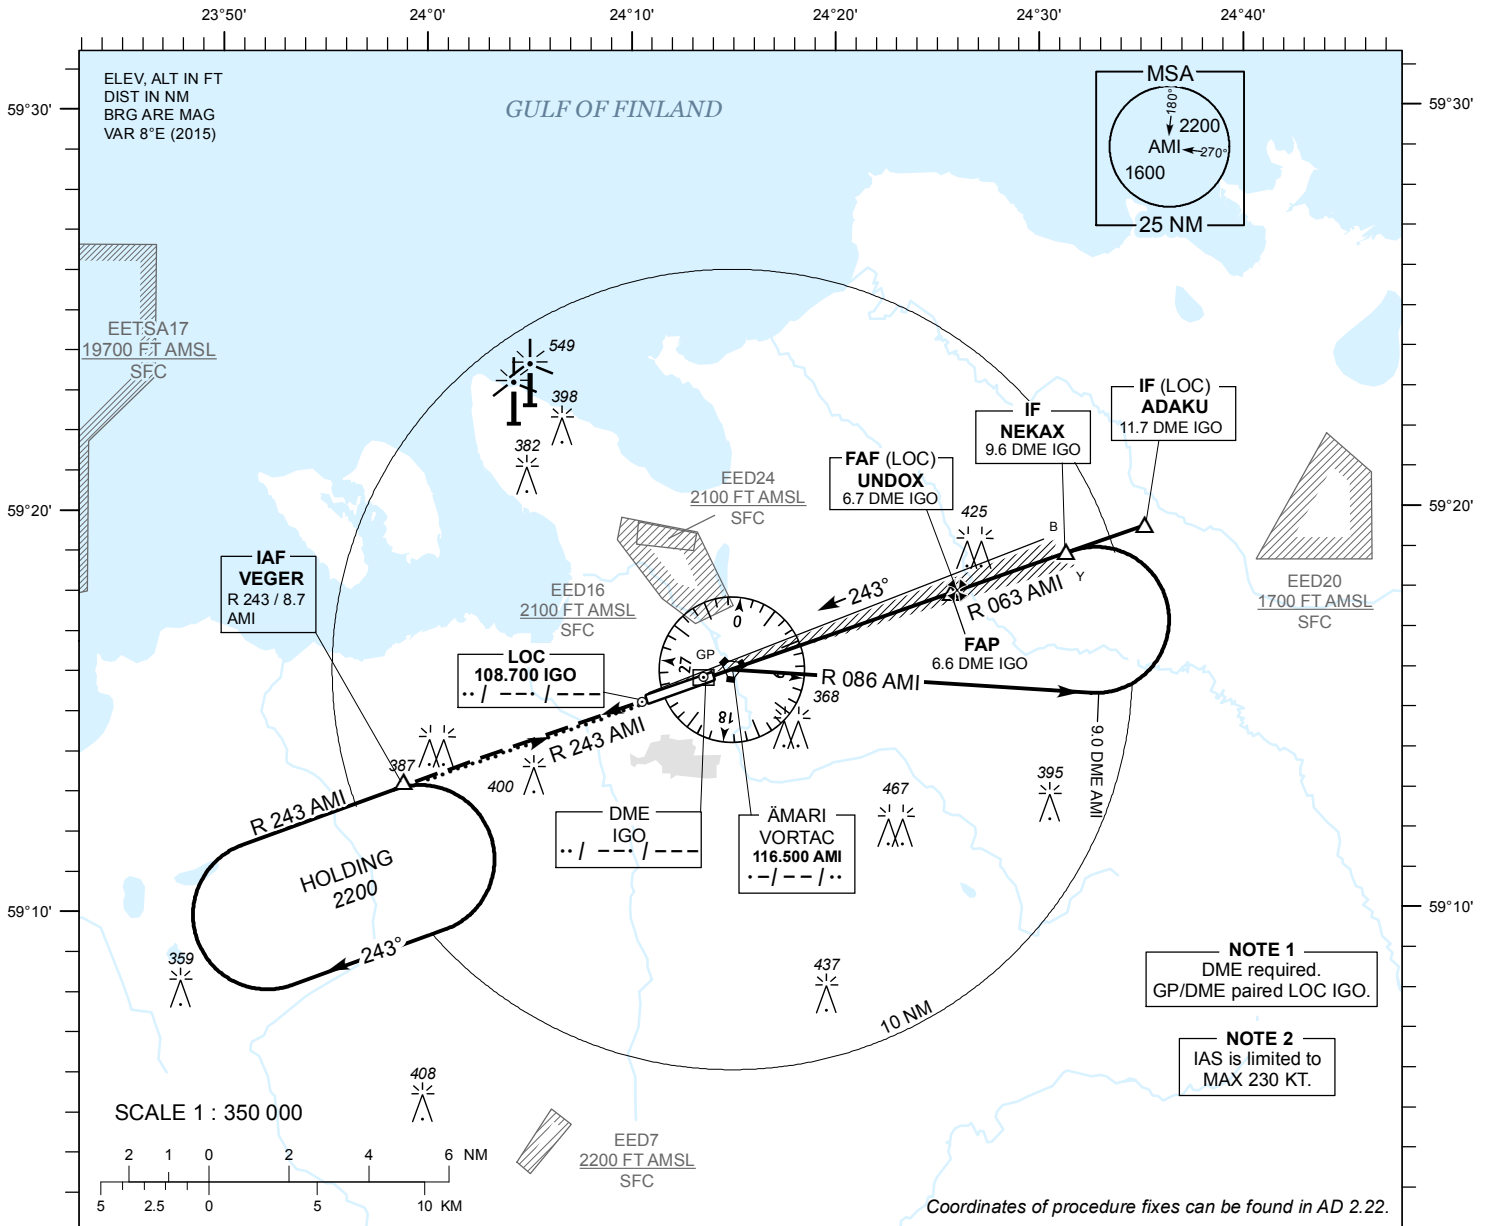 23°50'
24°0'
24°10'
24°20'
24°30'
24°40'
ELEV, ALT IN FT
DIST IN NM
BRG ARE MAG
VAR 8°E (2015)
GULF OF FINLAND
MSA
180°
2200
AMI
270°
1600
25 NM
59°30'
59°30'
EETSA17
19700 FT AMSL
SFC
549
398
382
IF (LOC)
ADAKU
11.7 DME IGO
IF
NEKAX
9.6 DME IGO
FAF (LOC)
UNDOX
6.7 DME IGO
EED24
2100 FT AMSL
SFC
425
59°20'
59°20'
B
Y
IAF
VEGER
R 243 / 8.7
AMI
EED16
2100 FT AMSL
SFC
243°
R 063 AMI
EED20
1700 FT AMSL
SFC
0
9
18
27
GP
FAP
6.6 DME IGO
LOC
108.700 IGO
R 086 AMI
368
R 243 AMI
9.0 DME AMI
387
400
395
467
R 243 AMI
DME
IGO
ÄMARI
VORTAC
116.500 AMI
HOLDING
2200
59°10'
59°10'
243°
359
437
10 NM
NOTE 1
DME required.
GP/DME paired LOC IGO.
NOTE 2
IAS is limited to
MAX 230 KT.
408
SCALE 1 : 350 000
EED7
2200 FT AMSL
SFC
2 1 0 2 4 6 NM
5 2.5 0 5 10 KM
Coordinates of procedure fixes can be found in AD 2.22.